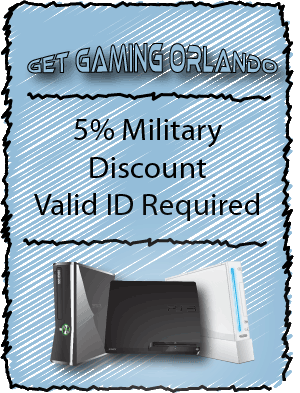 GET GAMING ORLANDO
5% Military
Discount
Valid ID Required